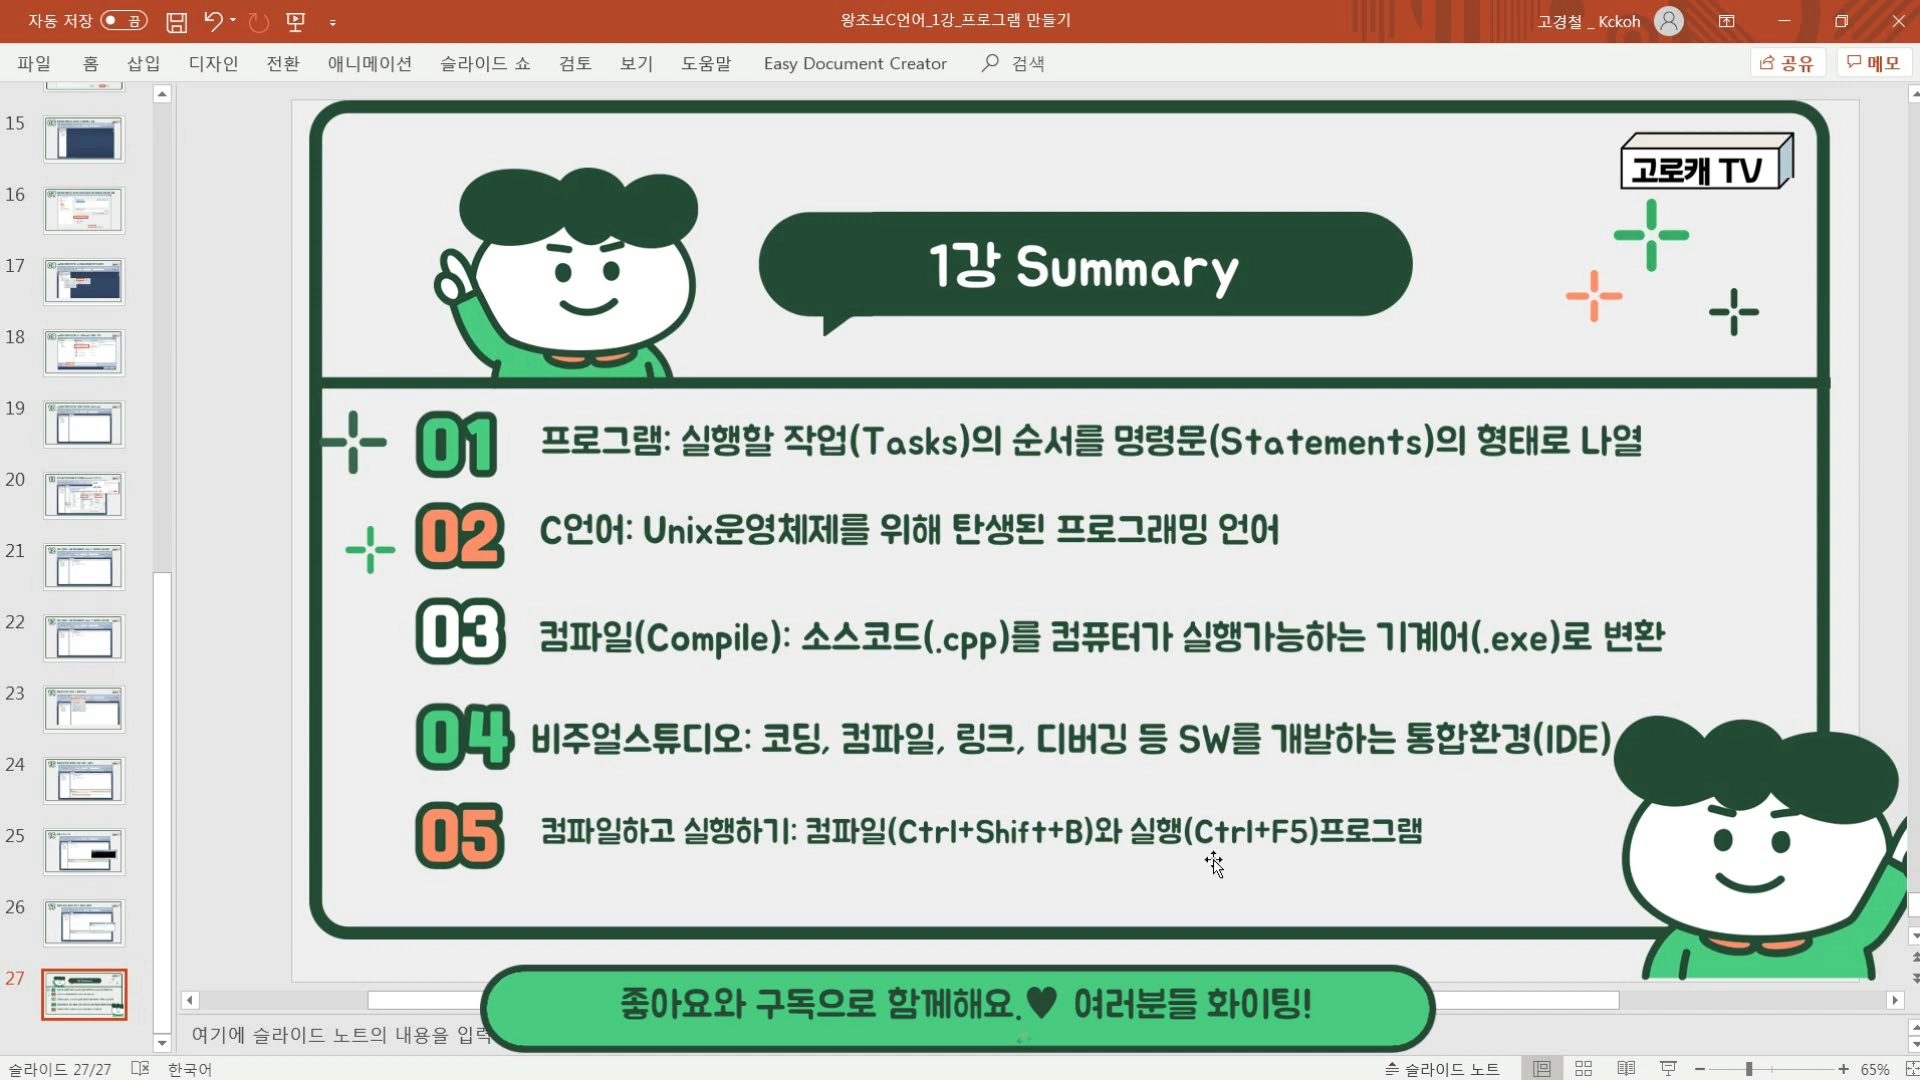 자동 저장 끔
왕초보C언어_1강_프로그램 만들기
고경철 _ Kckoh
파일 홈 삽입 디자인 전환 애니메이션 슬라이드 쇼 검토 보기 도움말 Easy Document Creator 검색
공유 메모
15
16
17
18
19
20
21
22
23
24
25
26
27
고로캐 TV
1강 Summary
01 프로그램: 실행할 작업(Tasks)의 순서를 명령문(Statements)의 형태로 나열
02 C언어: Unix운영체제를 위해 탄생된 프로그래밍 언어
03 컴파일(Compile): 소스코드(.cpp)를 컴퓨터가 실행가능하는 기계어(.exe)로 변환
04 비주얼스튜디오: 코딩, 컴파일, 링크, 디버깅 등 SW를 개발하는 통합환경(IDE)
05 컴파일하고 실행하기: 컴파일(Ctrl+Shift+B)와 실행(Ctrl+F5)프로그램
좋아요와 구독으로 함께해요.♥ 여러분들 화이팅!
여기에 슬라이드 노트의 내용을 입력
슬라이드 27/27 한국어
슬라이드 노트
65%